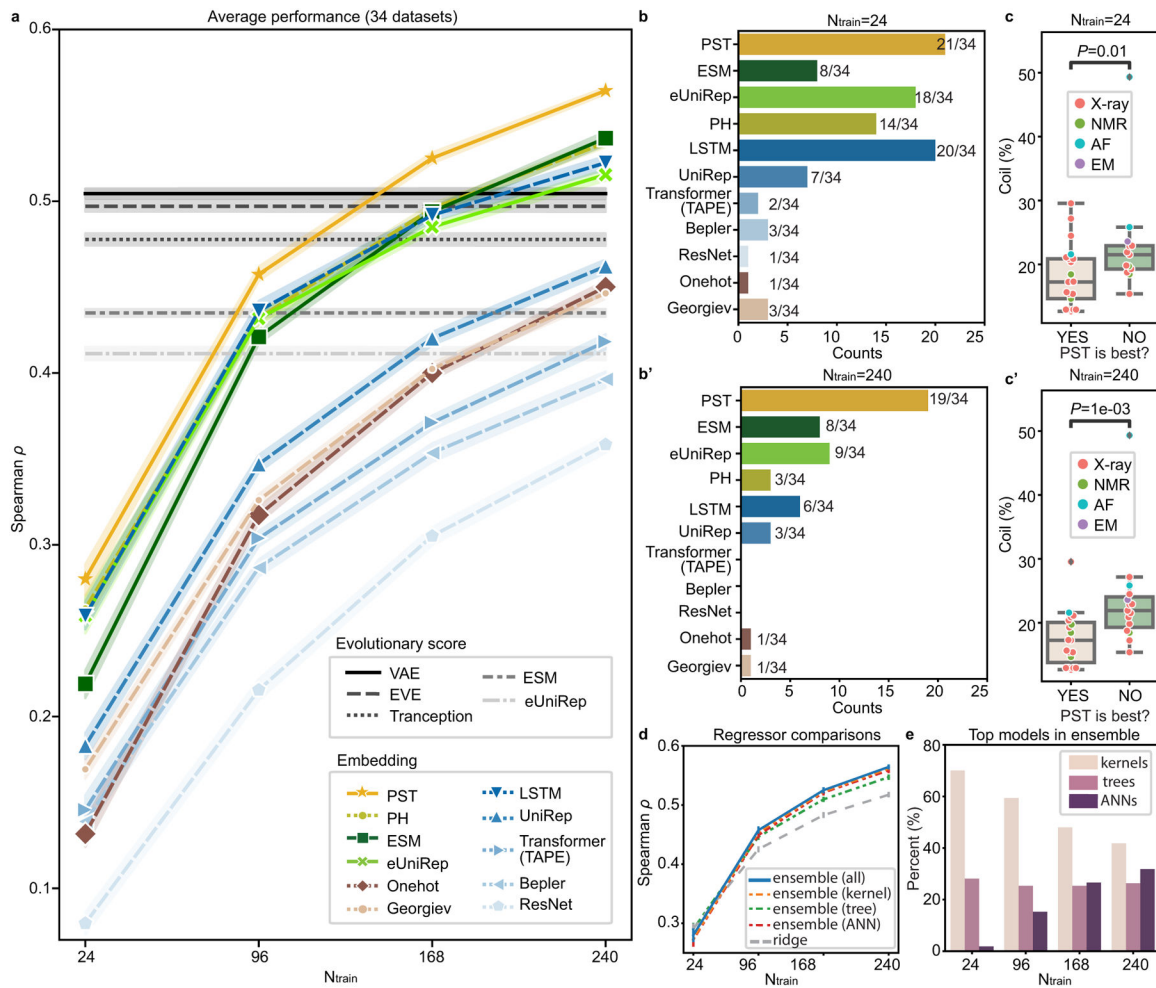 a
Average performance (34 datasets)
0.6
0.5
0.4
0.3
0.2
0.1
Spearman ρ
24
96
168
240
Ntrain
Evolutionary score
VAE
EVE
Tranception
ESM
eUniRep
Embedding
PST
PH
ESM
eUniRep
Onehot
Georgiev
LSTM
UniRep
Transformer
(TAPE)
Bepler
ResNet
b
Ntrain=24
PST
ESM
eUniRep
PH
LSTM
UniRep
Transformer
(TAPE)
Bepler
ResNet
Onehot
Georgiev
21/34
8/34
18/34
14/34
20/34
7/34
2/34
3/34
1/34
1/34
3/34
0
5
10
15
20
25
Counts
b'
Ntrain=240
PST
ESM
eUniRep
PH
LSTM
UniRep
Transformer
(TAPE)
Bepler
ResNet
Onehot
Georgiev
19/34
8/34
9/34
3/34
6/34
3/34
1/34
1/34
0
5
10
15
20
25
Counts
c
Ntrain=24
P=0.01
X-ray
NMR
AF
EM
50
40
30
20
Coil (%)
YES
NO
PST is best?
c'
Ntrain=240
P=1e-03
X-ray
NMR
AF
EM
50
40
30
20
Coil (%)
YES
NO
PST is best?
d
Regressor comparisons
0.6
0.5
0.4
0.3
Spearman ρ
ensemble (all)
ensemble (kernel)
ensemble (tree)
ensemble (ANN)
ridge
24
96
168
240
Ntrain
e
Top models in ensemble
80
60
40
20
0
Percent (%)
kernels
trees
ANNs
24
96
168
240
Ntrain